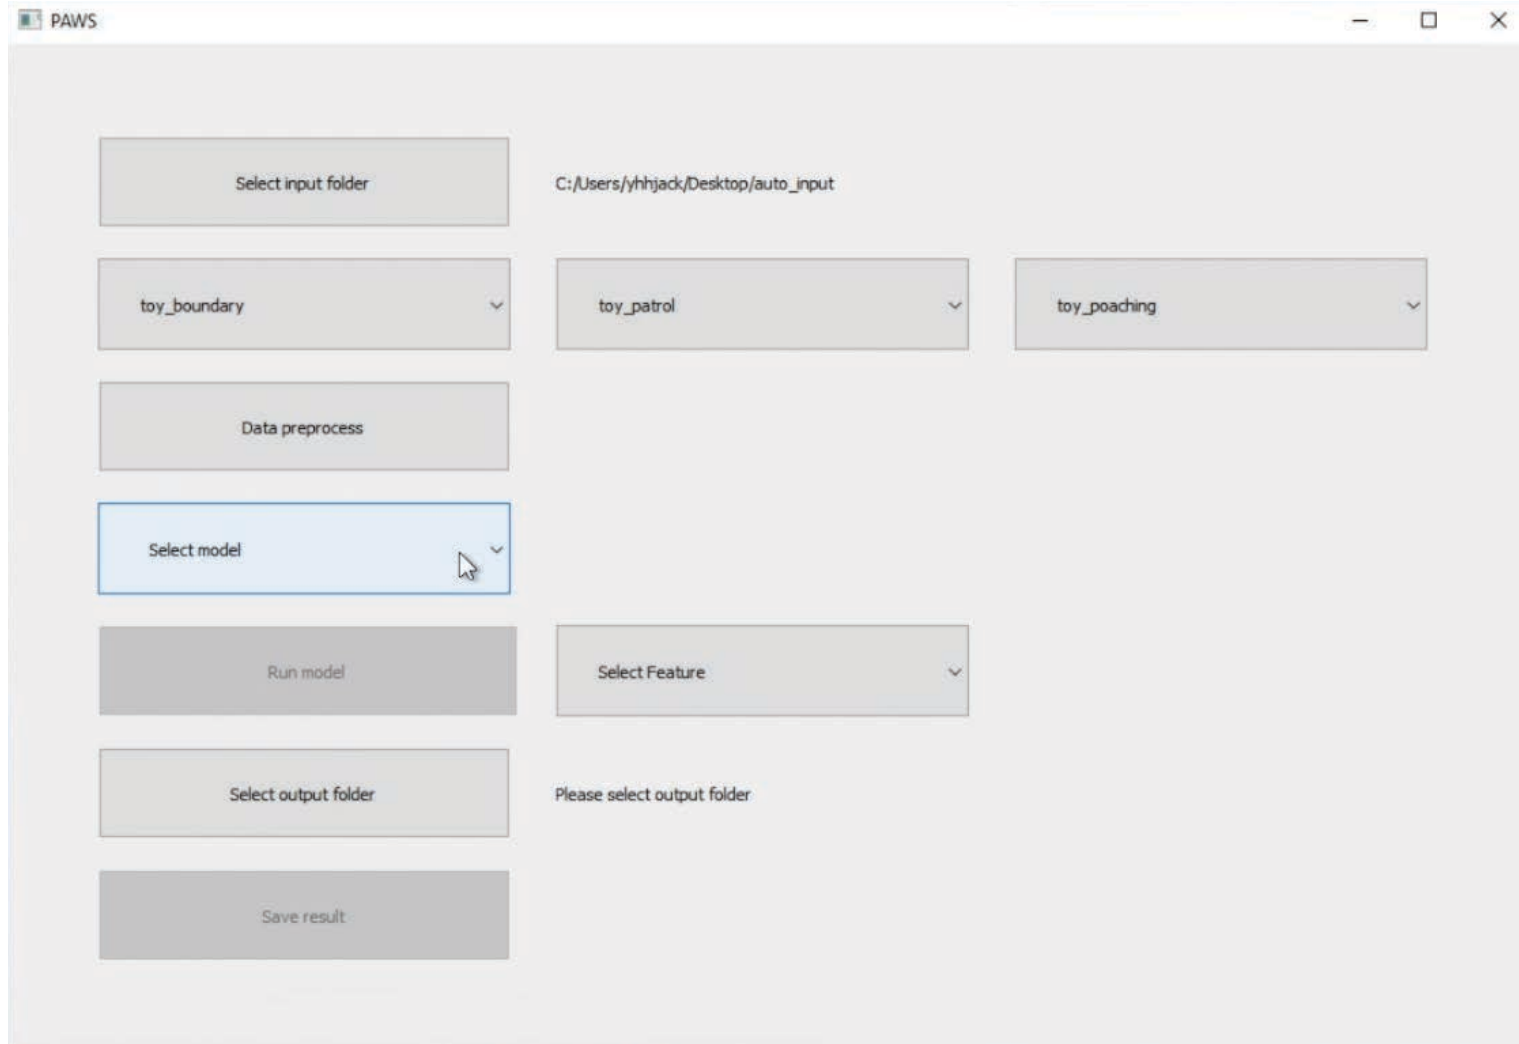 PAWS
Select input folder
C:/Users/yhhjack/Desktop/auto_input
toy_boundary
toy_patrol
toy_poaching
Data preprocess
Select model
Run model
Select Feature
Select output folder
Please select output folder
Save result